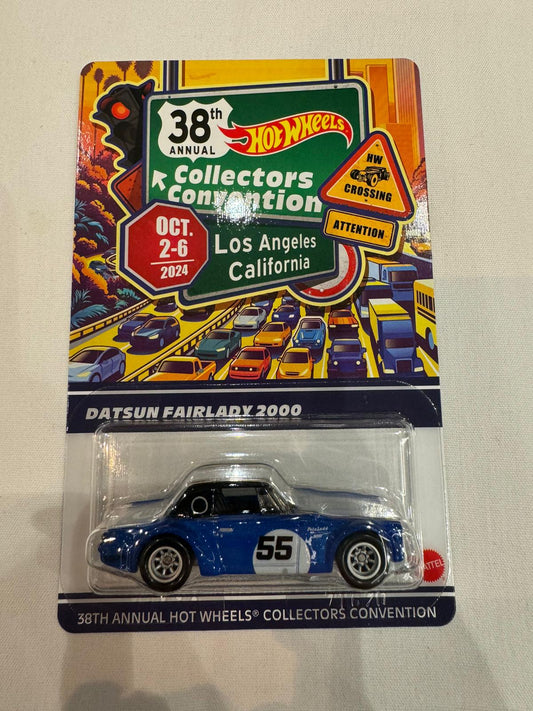 38th
ANNUAL
HOT WHEELS
Collectors
Convention
OCT.
2-6
2024
Los Angeles
California
HW
CROSSING
ATTENTION
DATSUN FAIRLADY 2000
55
MATTEL
38TH ANNUAL HOT WHEELS® COLLECTORS CONVENTION